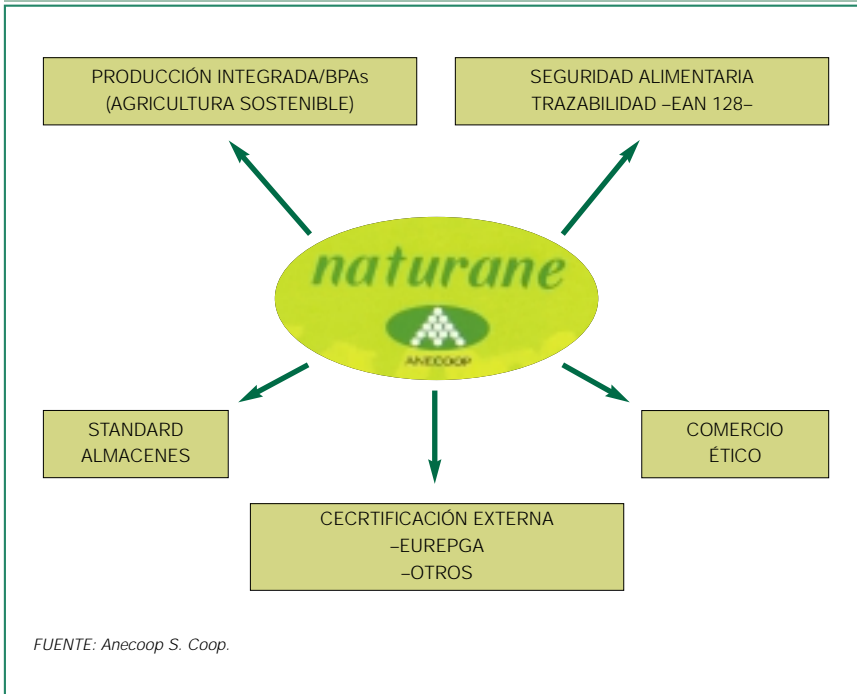 PRODUCCIÓN INTEGRADA/BPAs
(AGRICULTURA SOSTENIBLE)
SEGURIDAD ALIMENTARIA
TRAZABILIDAD –EAN 128–
naturane
ANECOOP
STANDARD
ALMACENES
COMERCIO
ÉTICO
CECRTIFICACIÓN EXTERNA
–EUREPGA
–OTROS
FUENTE: Anecoop S. Coop.